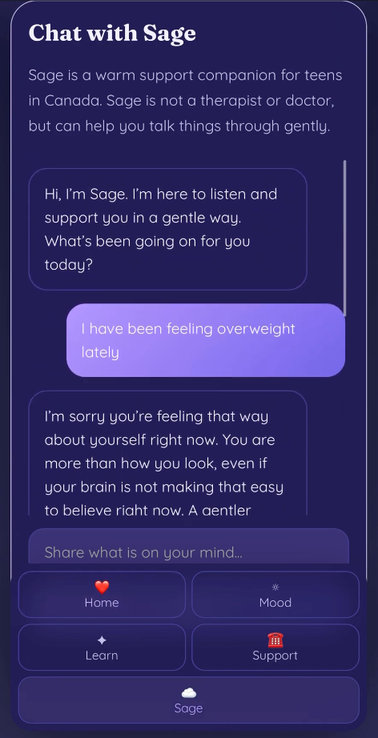 Chat with Sage
Sage is a warm support companion for teens
in Canada. Sage is not a therapist or doctor,
but can help you talk things through gently.
Hi, I'm Sage. I'm here to listen and
support you in a gentle way.
What's been going on for you
today?
I have been feeling overweight
lately
I'm sorry you're feeling that way
about yourself right now. You are
more than how you look, even if
your brain is not making that easy
to believe right now. A gentler
Share what is on your mind...
Home
Mood
Learn
Support
Sage